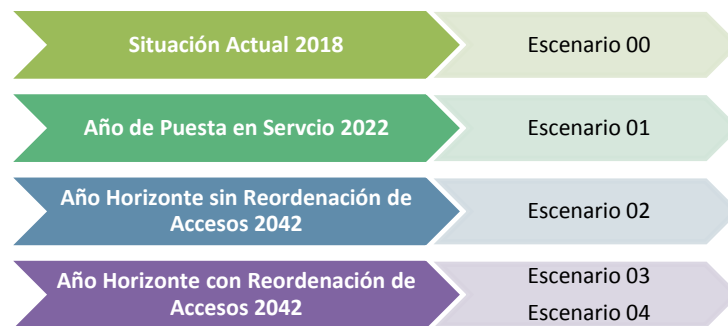 Situación Actual 2018
Escenario 00
Año de Puesta en Servcio 2022
Escenario 01
Año Horizonte sin Reordenación de
Accesos 2042
Escenario 02
Año Horizonte con Reordenación de
Accesos 2042
Escenario 03
Escenario 04